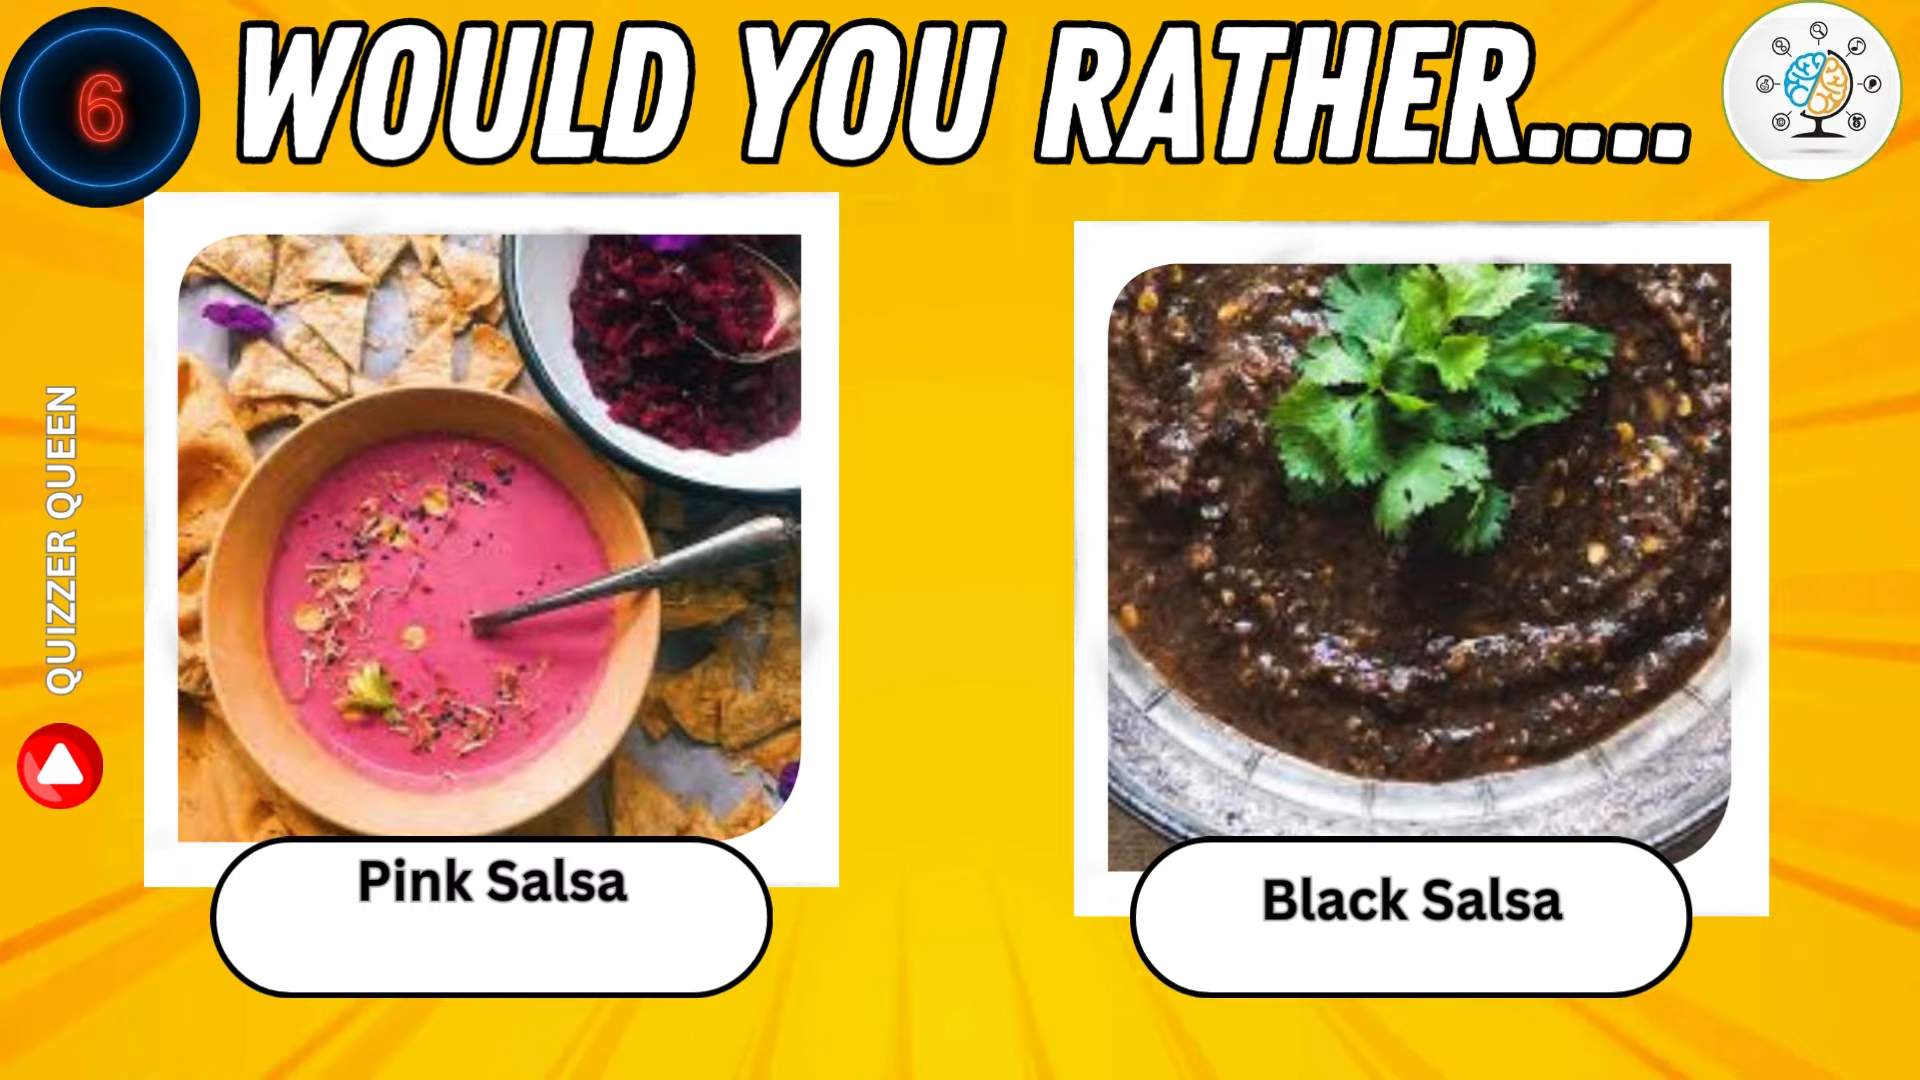 6
WOULD YOU RATHER....
QUIZZER QUEEN
Pink Salsa
Black Salsa